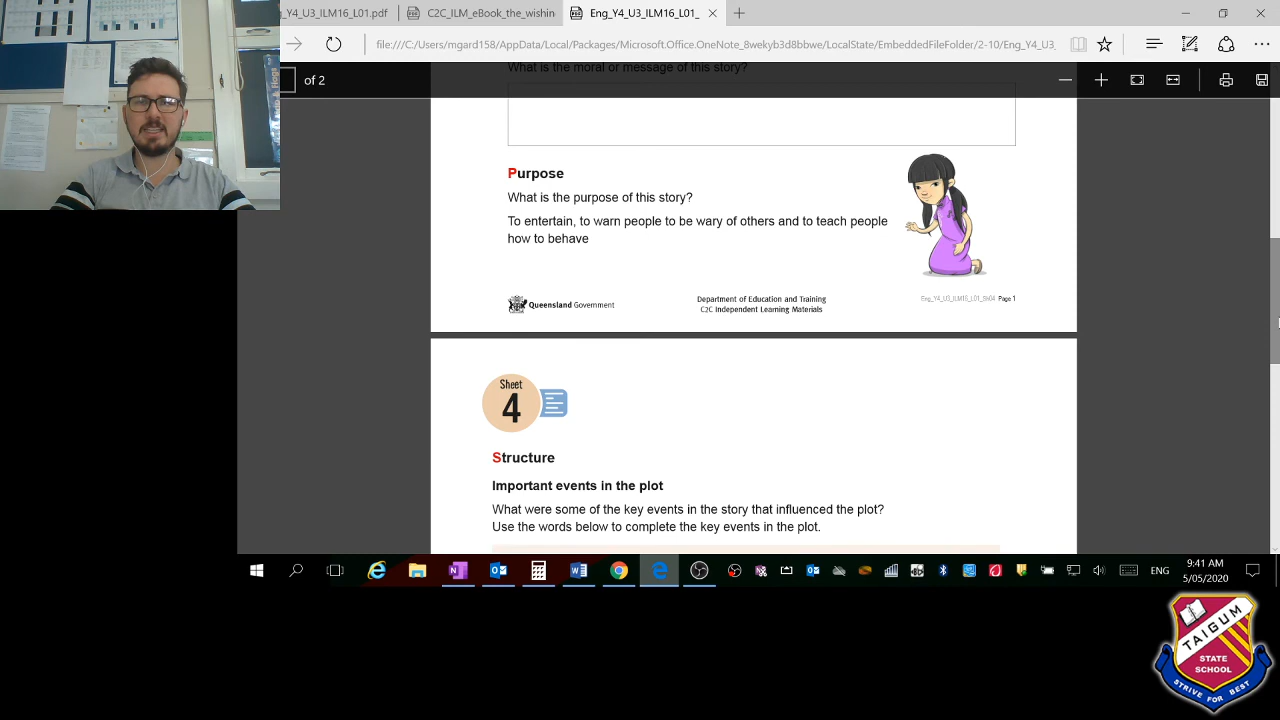 _Y4_U3_ILM16_L01.pdf
C2C_ILM_eBook_the_wishin
Eng_Y4_U3_ILM16_L01_
file:///C:/Users/mgard158/AppData/Local/Packages/Microsoft.Office.OneNote_8wekyb3d8bbwe/LocalState/EmbeddedFileFolder/2-10/Eng_Y4_U3_
What is the moral or message of this story?
of 2
Purpose
What is the purpose of this story?
To entertain, to warn people to be wary of others and to teach people
how to behave
Queensland Government
Department of Education and Training
C2C Independent Learning Materials
Eng_Y4_U3_ILM16_L01_Sh04 Page 1
Sheet
4
Structure
Important events in the plot
What were some of the key events in the story that influenced the plot?
Use the words below to complete the key events in the plot.
ENG
9:41 AM
5/05/2020
TAIGUM
STATE
SCHOOL
STRIVE FOR BEST